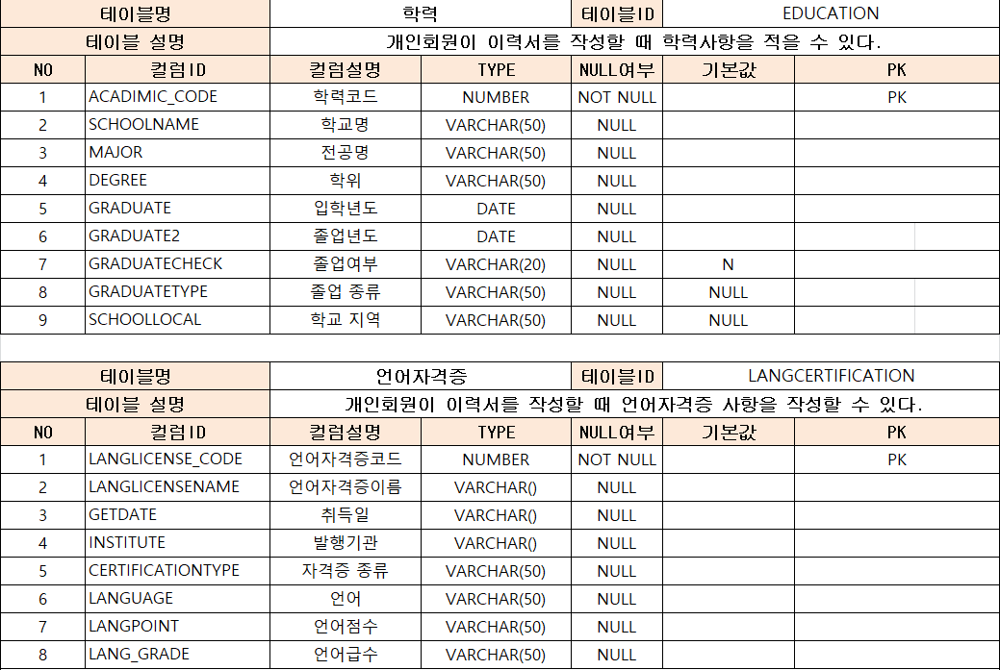 테이블명 학력 테이블ID EDUCATION
테이블 설명 개인회원이 이력서를 작성할 때 학력사항을 적을 수 있다.
NO 컬럼ID 컬럼설명 TYPE NULL여부 기본값 PK
1 ACADIMIC_CODE 학력코드 NUMBER NOT NULL PK
2 SCHOOLNAME 학교명 VARCHAR(50) NULL
3 MAJOR 전공명 VARCHAR(50) NULL
4 DEGREE 학위 VARCHAR(50) NULL
5 GRADUATE 입학년도 DATE NULL
6 GRADUATE2 졸업년도 DATE NULL
7 GRADUATECHECK 졸업여부 VARCHAR(20) NULL N
8 GRADUATETYPE 졸업 종류 VARCHAR(50) NULL NULL
9 SCHOOLLOCAL 학교 지역 VARCHAR(50) NULL NULL
테이블명 언어자격증 테이블ID LANGCERTIFICATION
테이블 설명 개인회원이 이력서를 작성할 때 언어자격증 사항을 작성할 수 있다.
NO 컬럼ID 컬럼설명 TYPE NULL여부 기본값 PK
1 LANGLICENSE_CODE 언어자격증코드 NUMBER NOT NULL PK
2 LANGLICENSENAME 언어자격증이름 VARCHAR() NULL
3 GETDATE 취득일 VARCHAR() NULL
4 INSTITUTE 발행기관 VARCHAR() NULL
5 CERTIFICATIONTYPE 자격증 종류 VARCHAR(50) NULL
6 LANGUAGE 언어 VARCHAR(50) NULL
7 LANGPOINT 언어점수 VARCHAR(50) NULL
8 LANG_GRADE 언어급수 VARCHAR(50) NULL